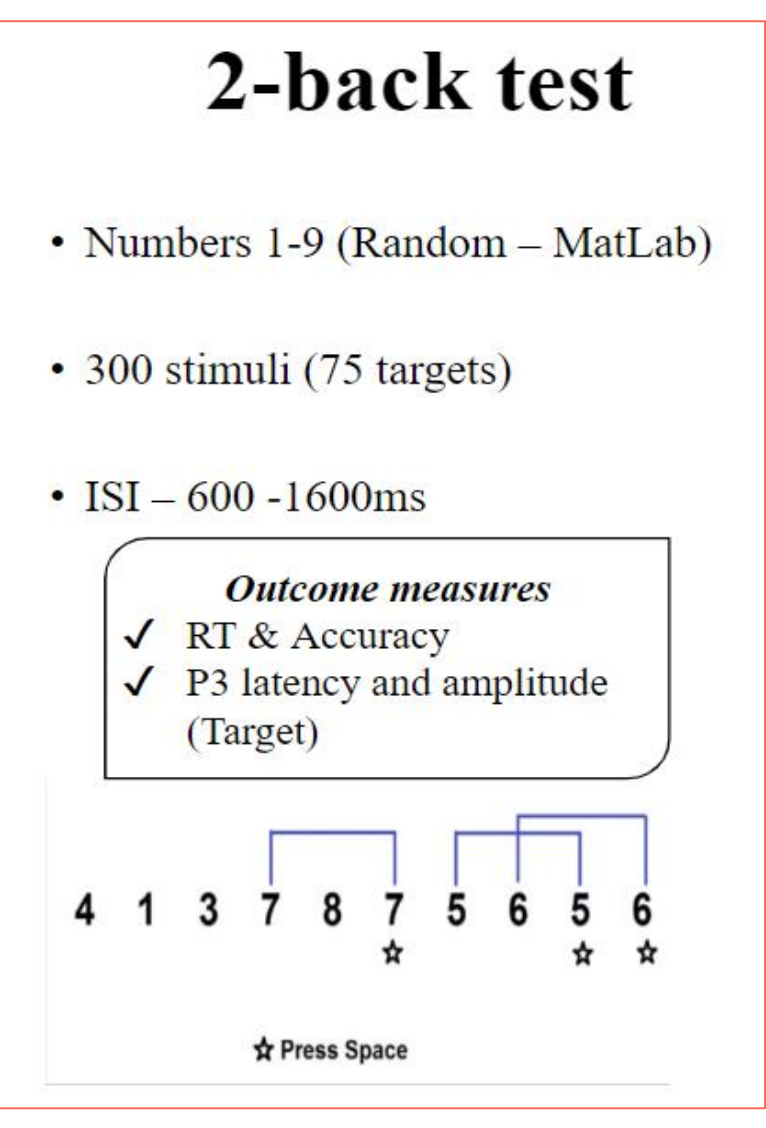 2-back test
• Numbers 1-9 (Random – MatLab)
• 300 stimuli (75 targets)
• ISI – 600 -1600ms
Outcome measures
✓ RT & Accuracy
✓ P3 latency and amplitude
(Target)
4 1 3 7 8 7 5 6 5 6
☆ ☆ ☆
☆ Press Space